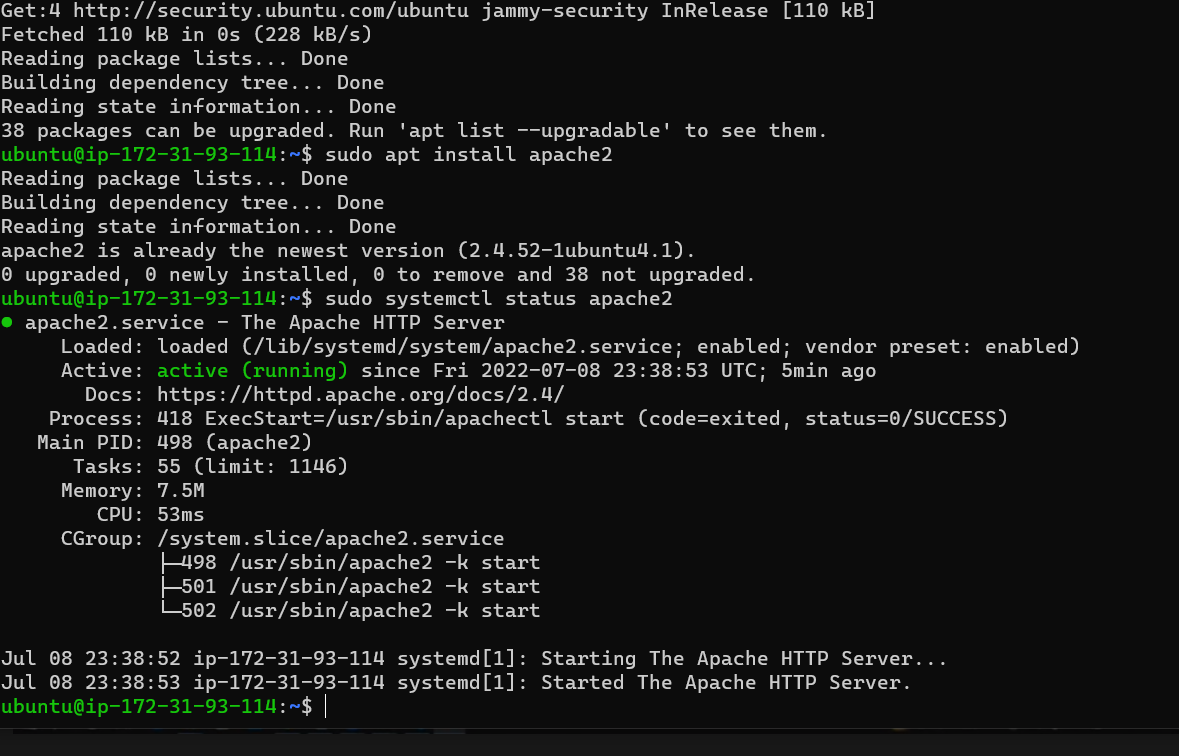 Get:4 http://security.ubuntu.com/ubuntu jammy-security InRelease [110 kB]
Fetched 110 kB in 0s (228 kB/s)
Reading package lists... Done
Building dependency tree... Done
Reading state information... Done
38 packages can be upgraded. Run 'apt list --upgradable' to see them.
ubuntu@ip-172-31-93-114:~$ sudo apt install apache2
Reading package lists... Done
Building dependency tree... Done
Reading state information... Done
apache2 is already the newest version (2.4.52-1ubuntu4.1).
0 upgraded, 0 newly installed, 0 to remove and 38 not upgraded.
ubuntu@ip-172-31-93-114:~$ sudo systemctl status apache2
● apache2.service - The Apache HTTP Server
     Loaded: loaded (/lib/systemd/system/apache2.service; enabled; vendor preset: enabled)
     Active: active (running) since Fri 2022-07-08 23:38:53 UTC; 5min ago
       Docs: https://httpd.apache.org/docs/2.4/
    Process: 418 ExecStart=/usr/sbin/apachectl start (code=exited, status=0/SUCCESS)
   Main PID: 498 (apache2)
      Tasks: 55 (limit: 1146)
     Memory: 7.5M
        CPU: 53ms
     CGroup: /system.slice/apache2.service
             ├─498 /usr/sbin/apache2 -k start
             ├─501 /usr/sbin/apache2 -k start
             └─502 /usr/sbin/apache2 -k start
Jul 08 23:38:52 ip-172-31-93-114 systemd[1]: Starting The Apache HTTP Server...
Jul 08 23:38:53 ip-172-31-93-114 systemd[1]: Started The Apache HTTP Server.
ubuntu@ip-172-31-93-114:~$